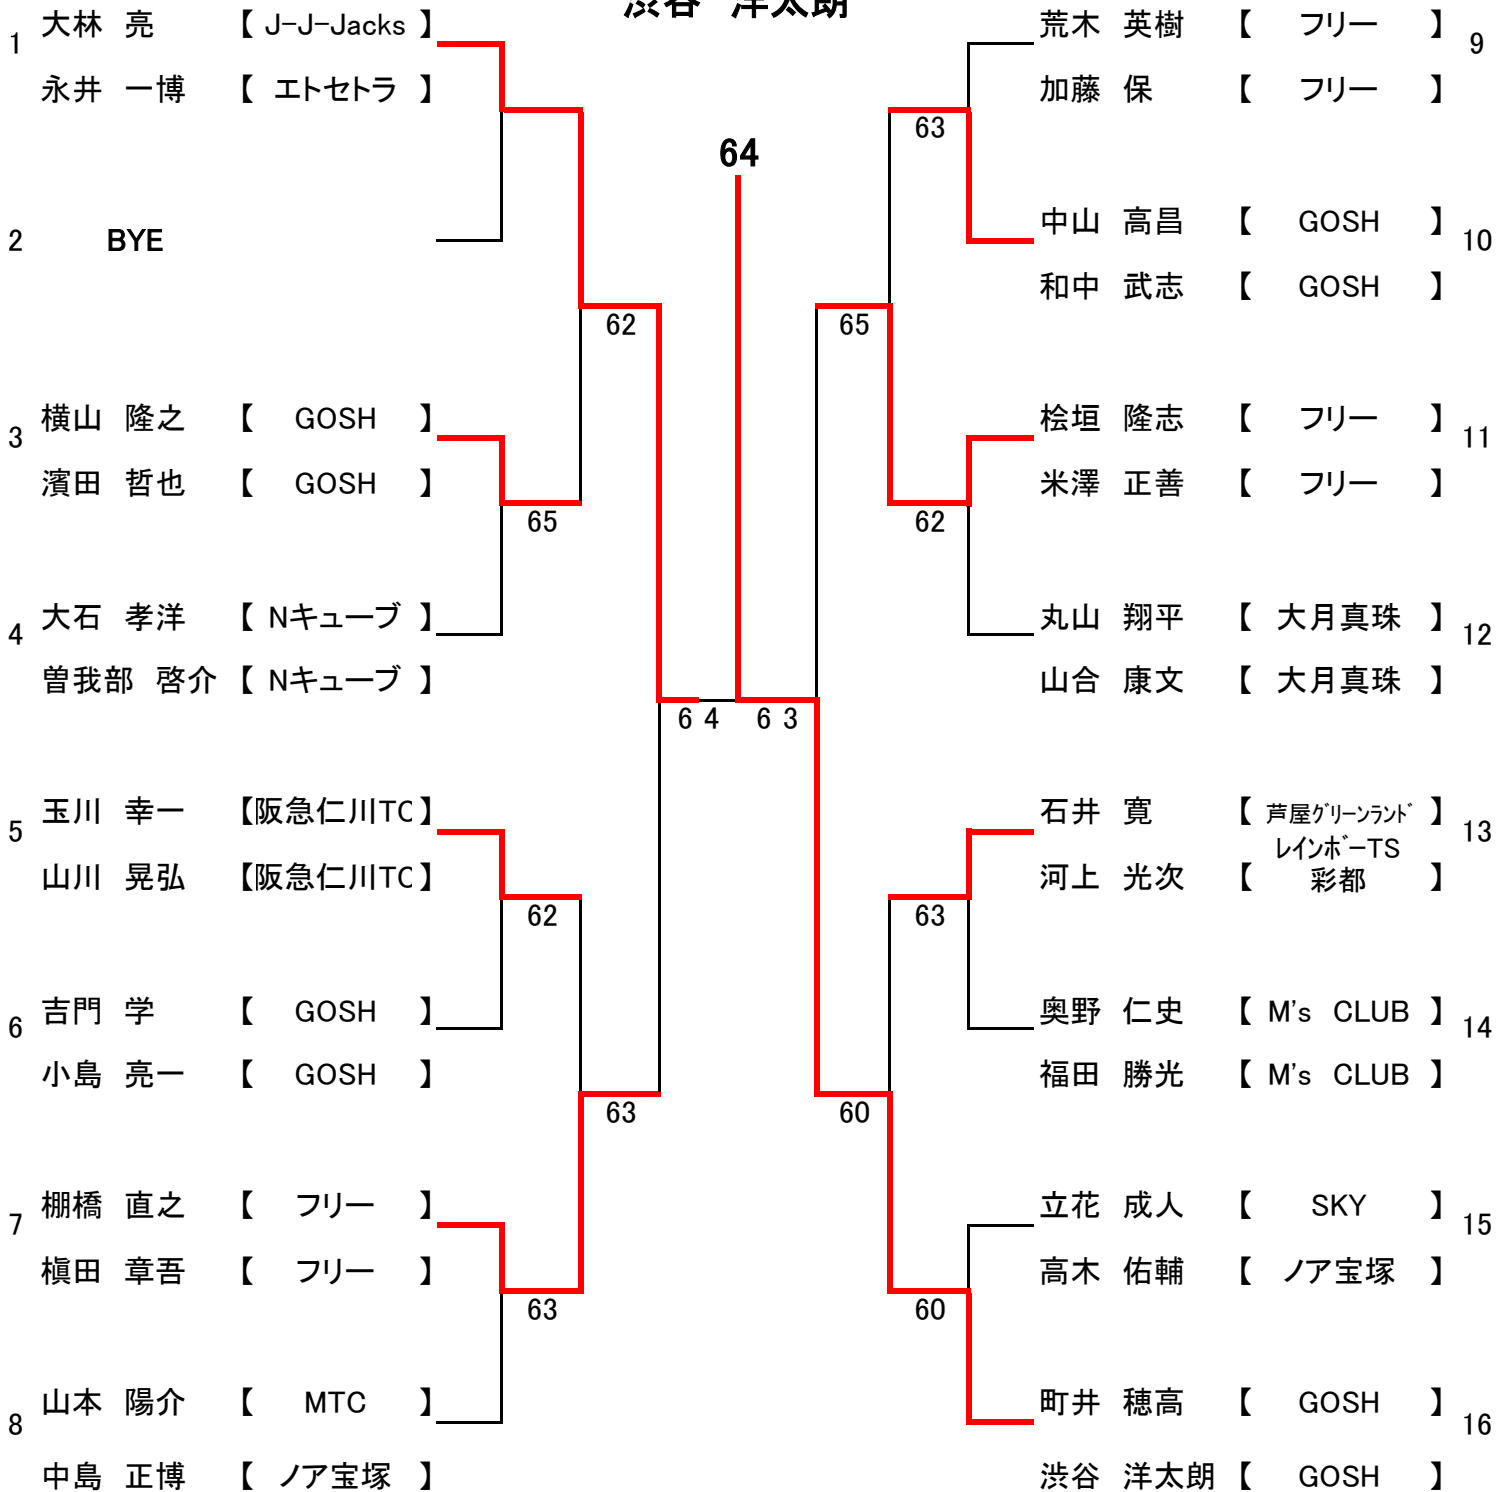 渋谷 洋太朗
1 大林 亮 【 J-J-Jacks 】
永井 一博 【 エトセトラ 】
2 BYE
62
3 横山 隆之 【 GOSH 】
濱田 哲也 【 GOSH 】
65
4 大石 孝洋 【 Nキューブ 】
曽我部 啓介 【 Nキューブ 】
64
5 玉川 幸一 【阪急仁川TC】
山川 晃弘 【阪急仁川TC】
62
6 吉門 学 【 GOSH 】
小島 亮一 【 GOSH 】
63
7 棚橋 直之 【 フリー 】
槇田 章吾 【 フリー 】
63
8 山本 陽介 【 MTC 】
中島 正博 【 ノア宝塚 】
64
荒木 英樹 【 フリー 】 9
加藤 保 【 フリー 】
63
中山 高昌 【 GOSH 】 10
和中 武志 【 GOSH 】
65
桧垣 隆志 【 フリー 】 11
米澤 正善 【 フリー 】
62
丸山 翔平 【 大月真珠 】 12
山合 康文 【 大月真珠 】
63
石井 寛 【 芦屋グリーンランド 】 13
レインボーTS
河上 光次 【 彩都 】
63
奥野 仁史 【 M's CLUB 】 14
福田 勝光 【 M's CLUB 】
60
立花 成人 【 SKY 】 15
高木 佑輔 【 ノア宝塚 】
60
町井 穂高 【 GOSH 】 16
渋谷 洋太朗 【 GOSH 】